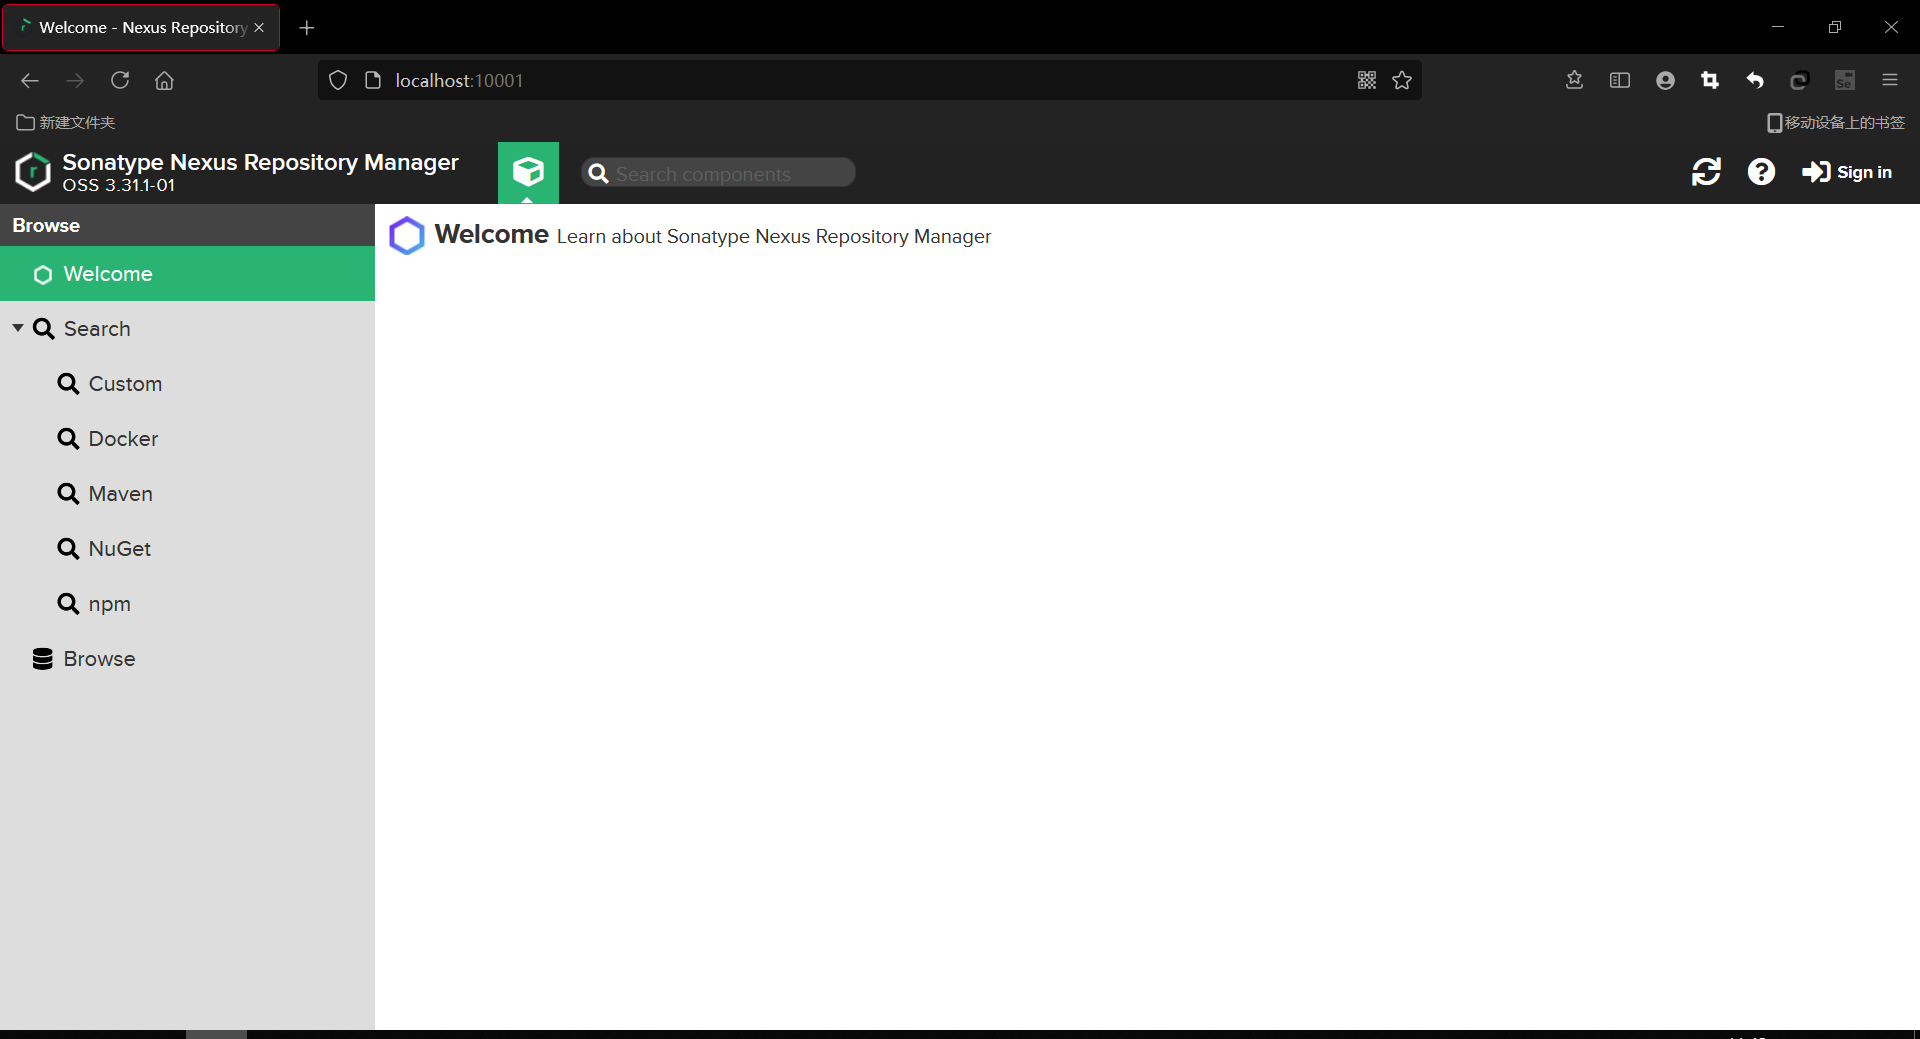 Welcome - Nexus Repository
localhost:10001
新建文件夹
移动设备上的书签
Sonatype Nexus Repository Manager
OSS 3.31.1-01
Search components
Sign in
Browse
Welcome
Search
Custom
Docker
Maven
NuGet
npm
Browse
Welcome Learn about Sonatype Nexus Repository Manager